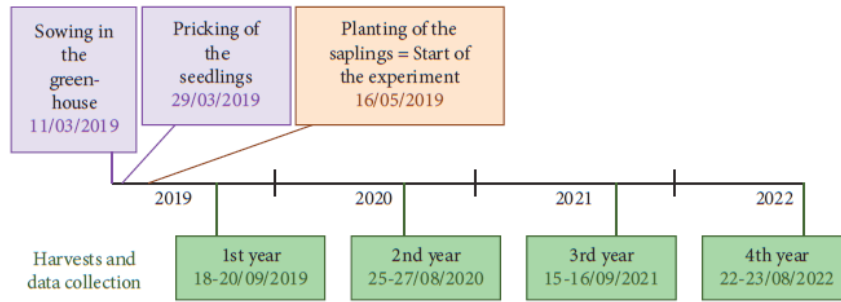 Sowing in
the
green-
house
11/03/2019
Pricking of
the
seedlings
29/03/2019
Planting of the
saplings = Start of
the experiment
16/05/2019
2019
2020
2021
2022
Harvests and
data collection
1st year
18-20/09/2019
2nd year
25-27/08/2020
3rd year
15-16/09/2021
4th year
22-23/08/2022